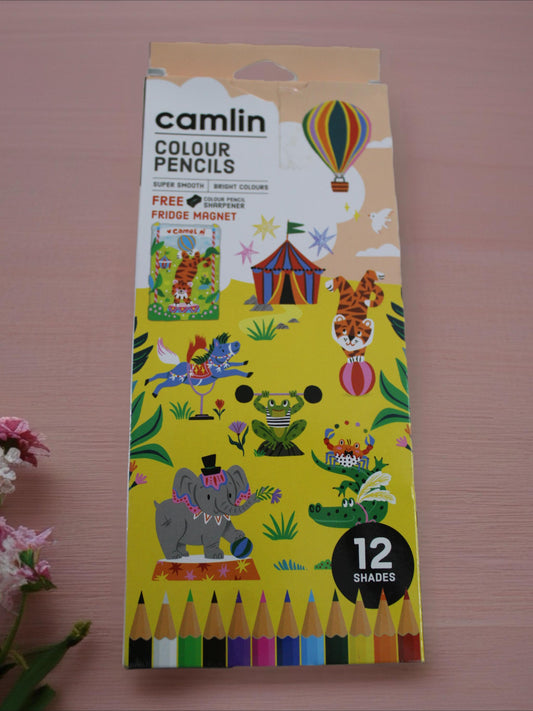 camlin
COLOUR
PENCILS
SUPER SMOOTH | BRIGHT COLOURS
FREE COLOUR PENCIL
SHARPENER
FRIDGE MAGNET
12
SHADES